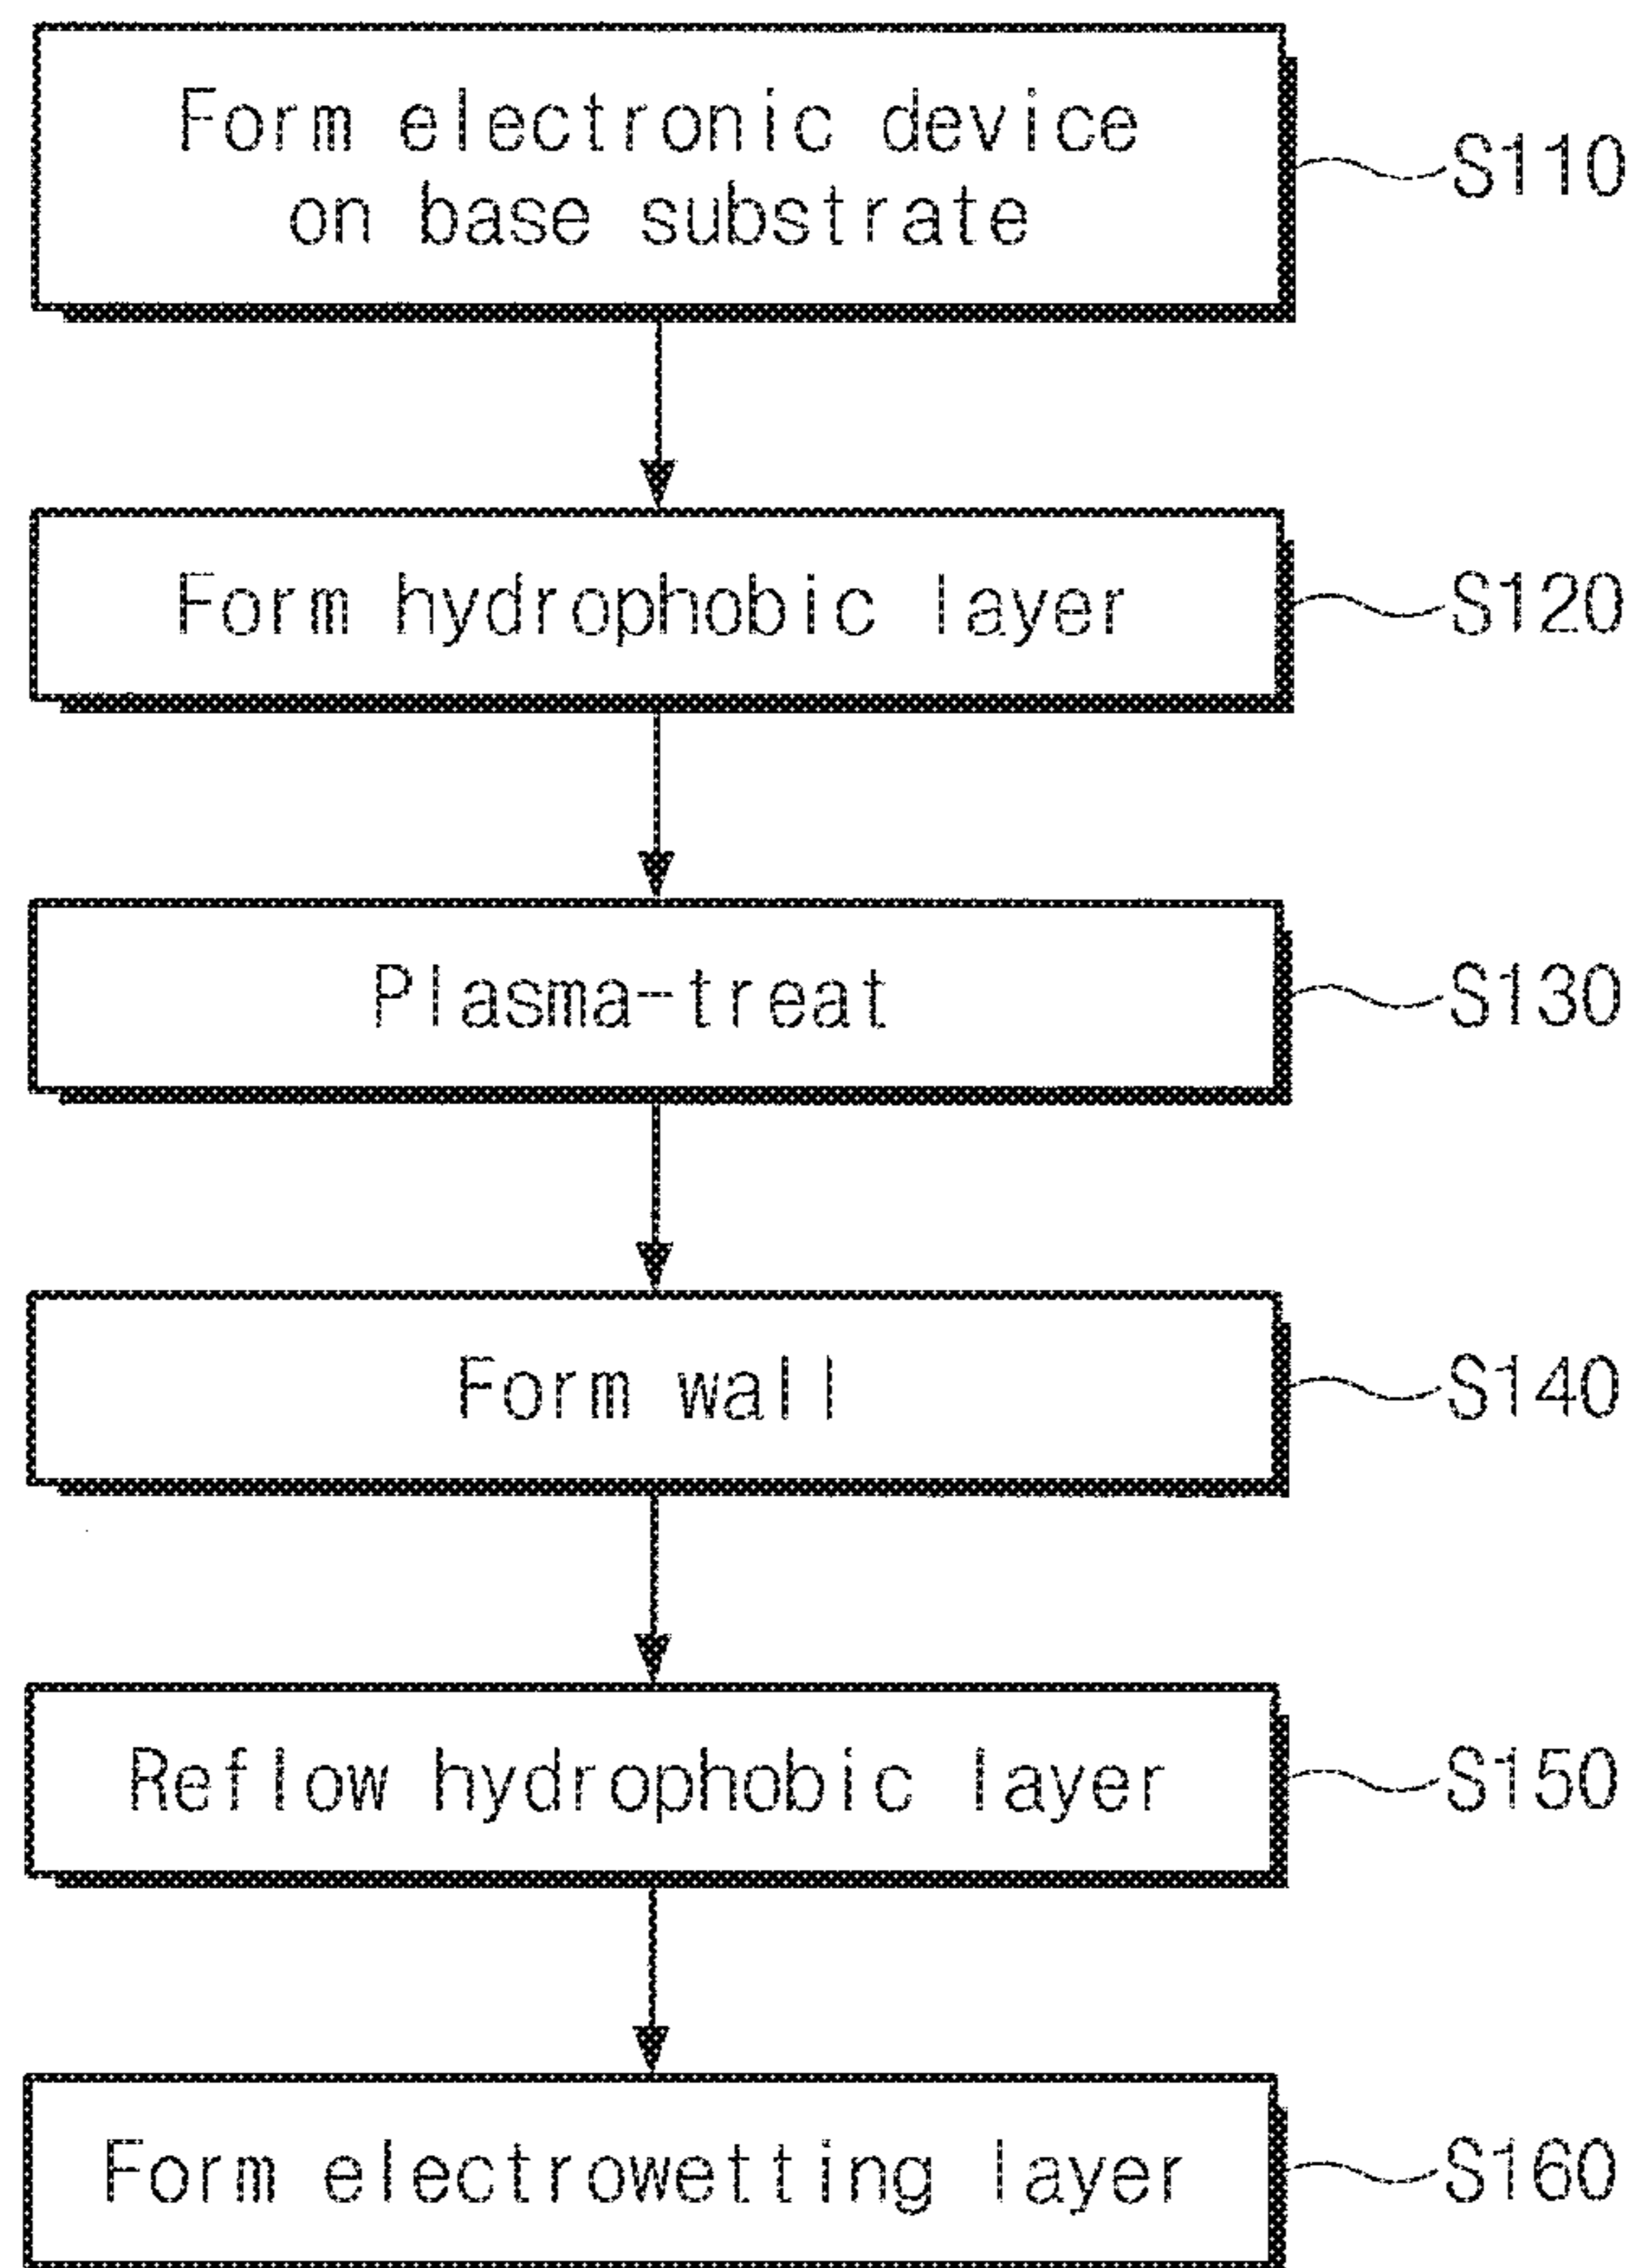 Form electronic device
on base substrate
S110
Form hydrophobic layer
S120
Plasma-treat
S130
Form wall
S140
Reflow hydrophobic layer
S150
Form electrowetting layer
S160